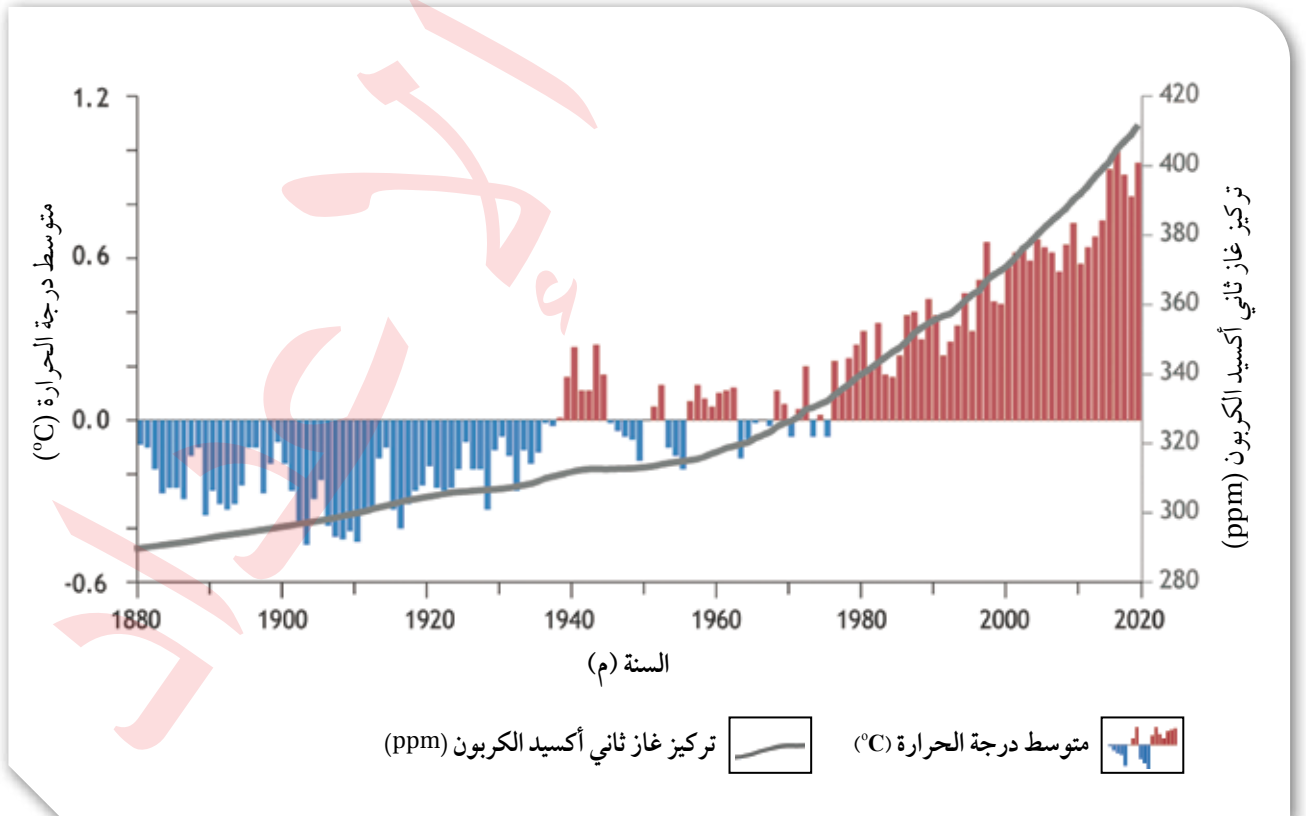 متوسط درجة الحرارة (°C)
1.2
0.6
0.0
-0.6
تركيز غاز ثاني أكسيد الكربون (ppm)
420
400
380
360
340
320
300
280
1880 1900 1920 1940 1960 1980 2000 2020
السنة (م)
متوسط درجة الحرارة (°C)
تركيز غاز ثاني أكسيد الكربون (ppm)